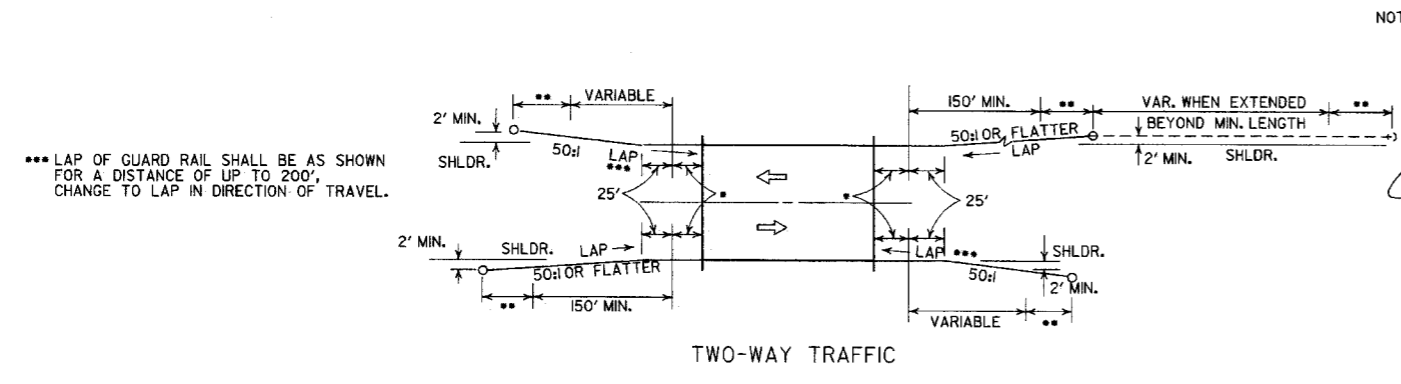 NOT
•• VARIABLE
150' MIN. •• VAR. WHEN EXTENDED ••
2' MIN.
BEYOND MIN. LENGTH
50:1 OR FLATTER
SHLDR. 50:1 LAP
LAP 2' MIN. SHLDR.
•••
••• LAP OF GUARD RAIL SHALL BE AS SHOWN
FOR A DISTANCE OF UP TO 200',
CHANGE TO LAP IN DIRECTION OF TRAVEL.
25' • • 25'
2' MIN. SHLDR. LAP
LAP ••• SHLDR.
50:1 OR FLATTER
50:1
2' MIN.
•• 150' MIN.
VARIABLE ••
TWO-WAY TRAFFIC